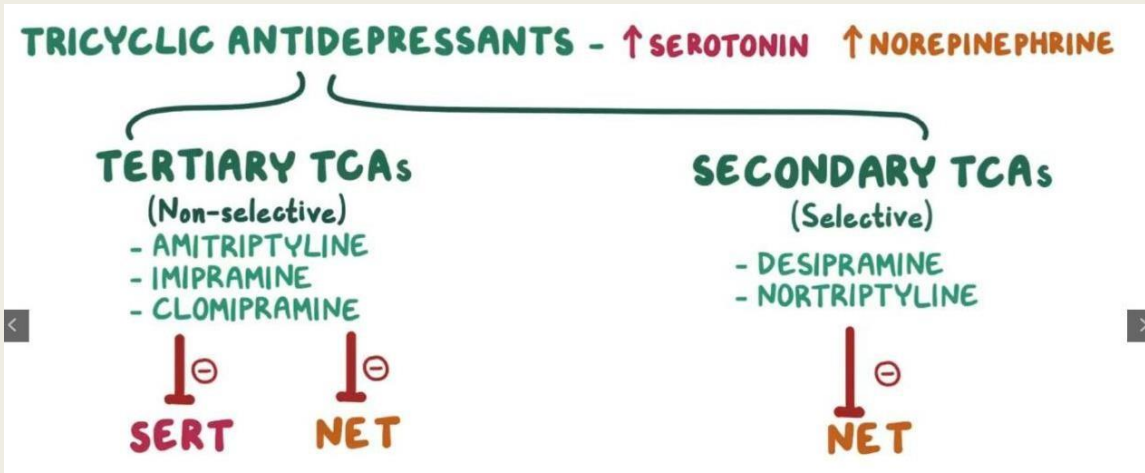 TRICYCLIC ANTIDEPRESSANTS - ↑ SEROTONIN ↑ NOREPINEPHRINE
TERTIARY TCAs
(Non-selective)
- AMITRIPTYLINE
- IMIPRAMINE
- CLOMIPRAMINE
⊖ ⊖
SERT NET
SECONDARY TCAs
(Selective)
- DESIPRAMINE
- NORTRIPTYLINE
⊖
NET